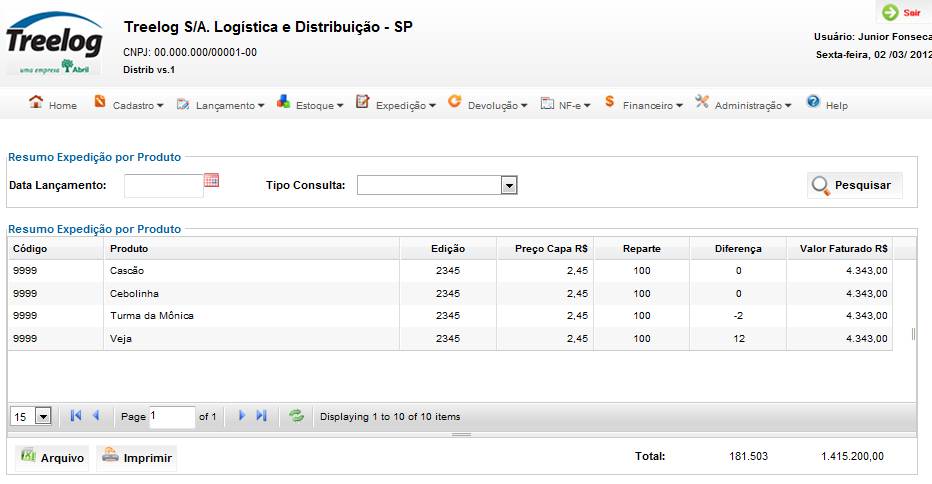 Treelog
uma empresa Abril
Treelog S/A. Logística e Distribuição - SP
CNPJ: 00.000.000/00001-00
Distrib vs.1
Sair
Usuário: Junior Fonseca
Sexta-feira, 02 /03/ 2012
Home Cadastro Lançamento Estoque Expedição Devolução NF-e Financeiro Administração Help
Resumo Expedição por Produto
Data Lançamento: Tipo Consulta: Pesquisar
Resumo Expedição por Produto
Código Produto Edição Preço Capa R$ Reparte Diferença Valor Faturado R$
9999 Cascão 2345 2,45 100 0 4.343,00
9999 Cebolinha 2345 2,45 100 0 4.343,00
9999 Turma da Mônica 2345 2,45 100 -2 4.343,00
9999 Veja 2345 2,45 100 12 4.343,00
15 Page 1 of 1 Displaying 1 to 10 of 10 items
Arquivo Imprimir Total: 181.503 1.415.200,00